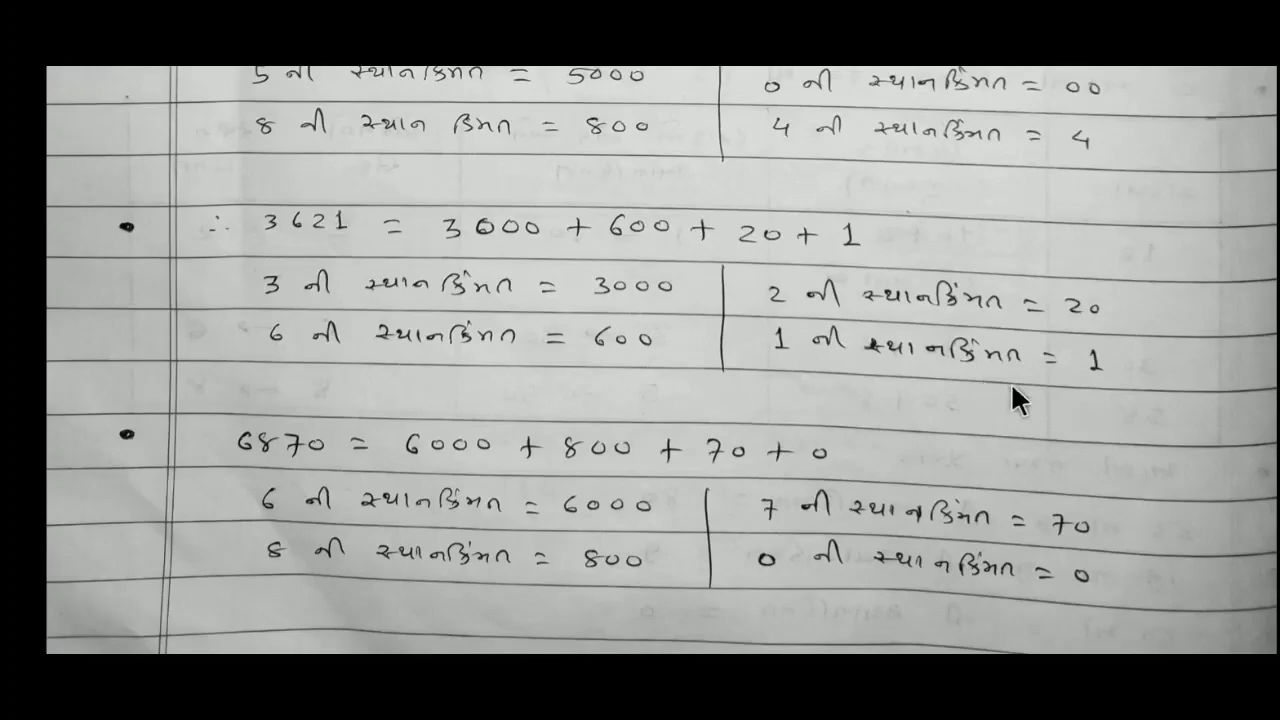 5 ની સ્થાનકિંમત = 5000 | 0 ની સ્થાનકિંમત = 00
8 ની સ્થાન કિંમત = 800 | 4 ની સ્થાનકિંમત = 4
• ∴ 3621 = 3000 + 600 + 20 + 1
3 ની સ્થાનકિંમત = 3000 | 2 ની સ્થાનકિંમત = 20
6 ની સ્થાનકિંમત = 600 | 1 ની સ્થાનકિંમત = 1
• 6870 = 6000 + 800 + 70 + 0
6 ની સ્થાનકિંમત = 6000 | 7 ની સ્થાનકિંમત = 70
8 ની સ્થાનકિંમત = 800 | 0 ની સ્થાનકિંમત = 0